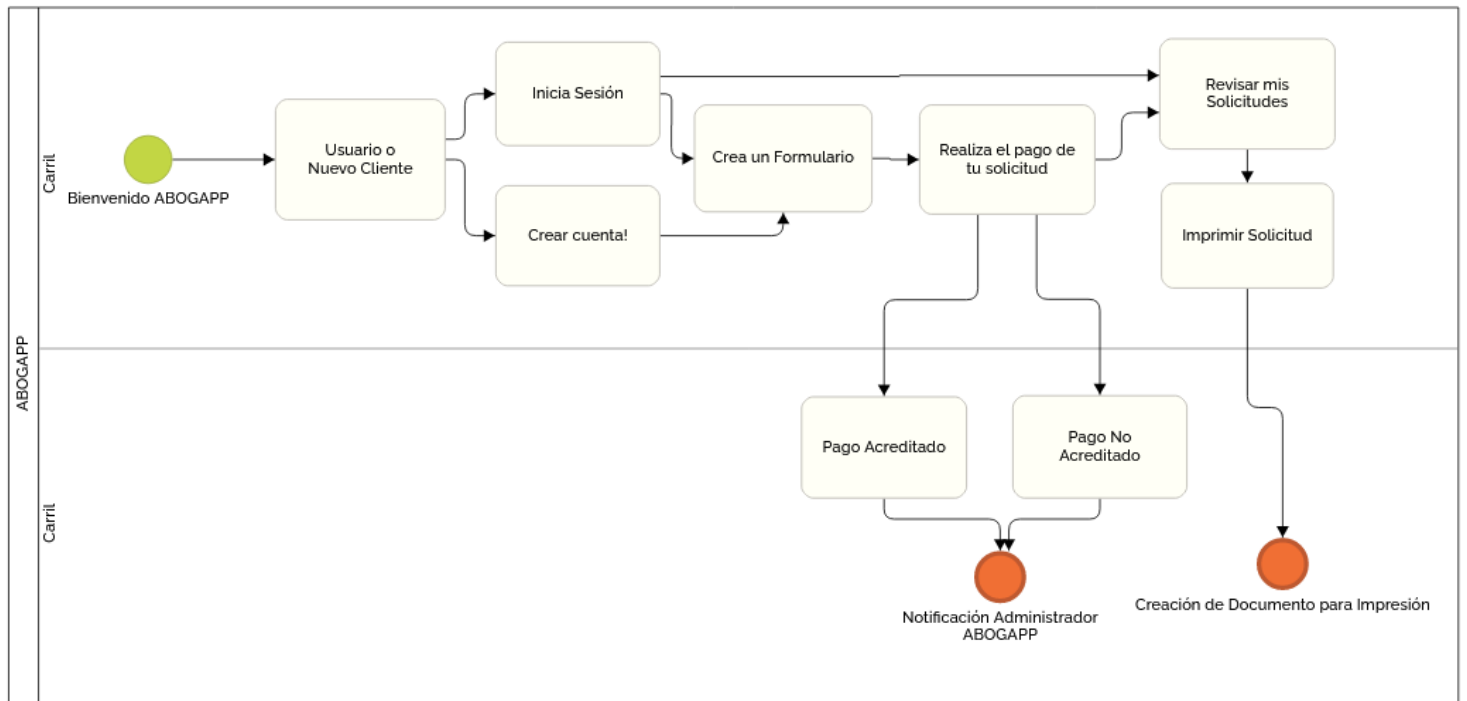 ABOGAPP
Carril
Bienvenido ABOGAPP
Usuario o
Nuevo Cliente
Inicia Sesión
Crear cuenta!
Crea un Formulario
Realiza el pago de
tu solicitud
Revisar mis
Solicitudes
Imprimir Solicitud
Carril
Pago Acreditado
Pago No
Acreditado
Notificación Administrador
ABOGAPP
Creación de Documento para Impresión